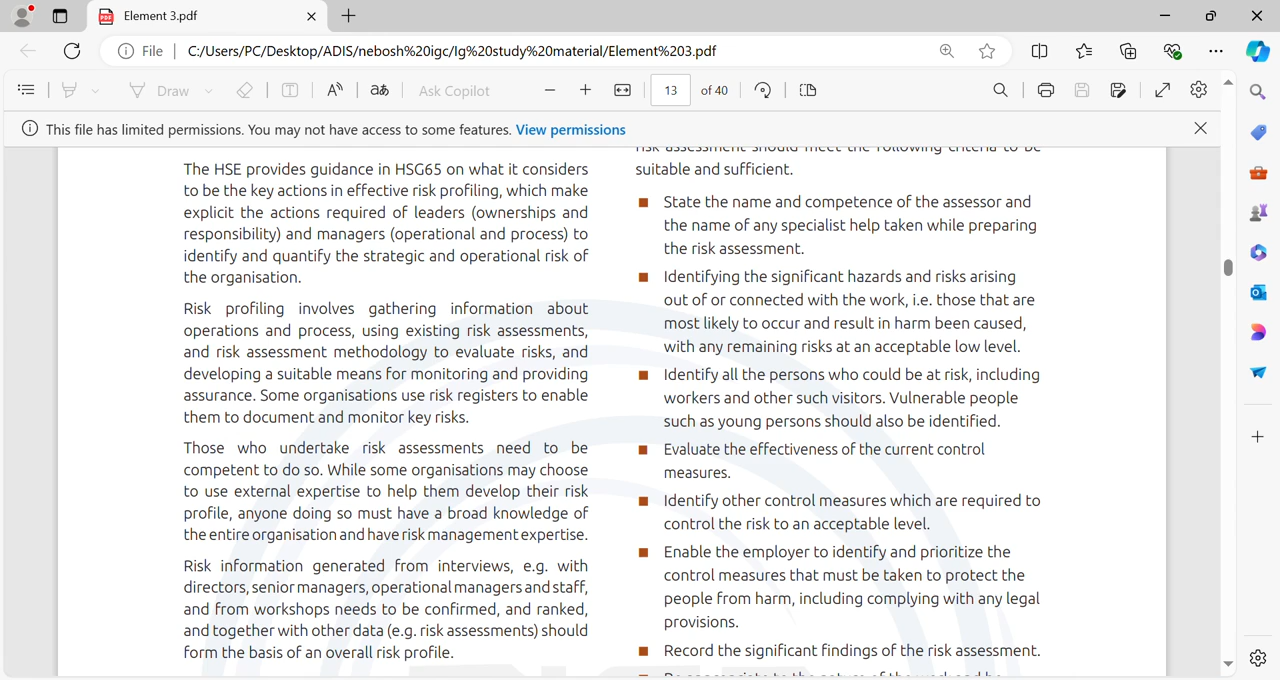 Element 3.pdf
File
C:/Users/PC/Desktop/ADIS/nebosh%20igc/Ig%20study%20material/Element%203.pdf
Draw
Ask Copilot
13 of 40
This file has limited permissions. You may not have access to some features. View permissions
The HSE provides guidance in HSG65 on what it considers
to be the key actions in effective risk profiling, which make
explicit the actions required of leaders (ownerships and
responsibility) and managers (operational and process) to
identify and quantify the strategic and operational risk of
the organisation.
Risk profiling involves gathering information about
operations and process, using existing risk assessments,
and risk assessment methodology to evaluate risks, and
developing a suitable means for monitoring and providing
assurance. Some organisations use risk registers to enable
them to document and monitor key risks.
Those who undertake risk assessments need to be
competent to do so. While some organisations may choose
to use external expertise to help them develop their risk
profile, anyone doing so must have a broad knowledge of
the entire organisation and have risk management expertise.
Risk information generated from interviews, e.g. with
directors, senior managers, operational managers and staff,
and from workshops needs to be confirmed, and ranked,
and together with other data (e.g. risk assessments) should
form the basis of an overall risk profile.
risk assessment should meet the following criteria to be
suitable and sufficient.
State the name and competence of the assessor and
the name of any specialist help taken while preparing
the risk assessment.
Identifying the significant hazards and risks arising
out of or connected with the work, i.e. those that are
most likely to occur and result in harm been caused,
with any remaining risks at an acceptable low level.
Identify all the persons who could be at risk, including
workers and other such visitors. Vulnerable people
such as young persons should also be identified.
Evaluate the effectiveness of the current control
measures.
Identify other control measures which are required to
control the risk to an acceptable level.
Enable the employer to identify and prioritize the
control measures that must be taken to protect the
people from harm, including complying with any legal
provisions.
Record the significant findings of the risk assessment.